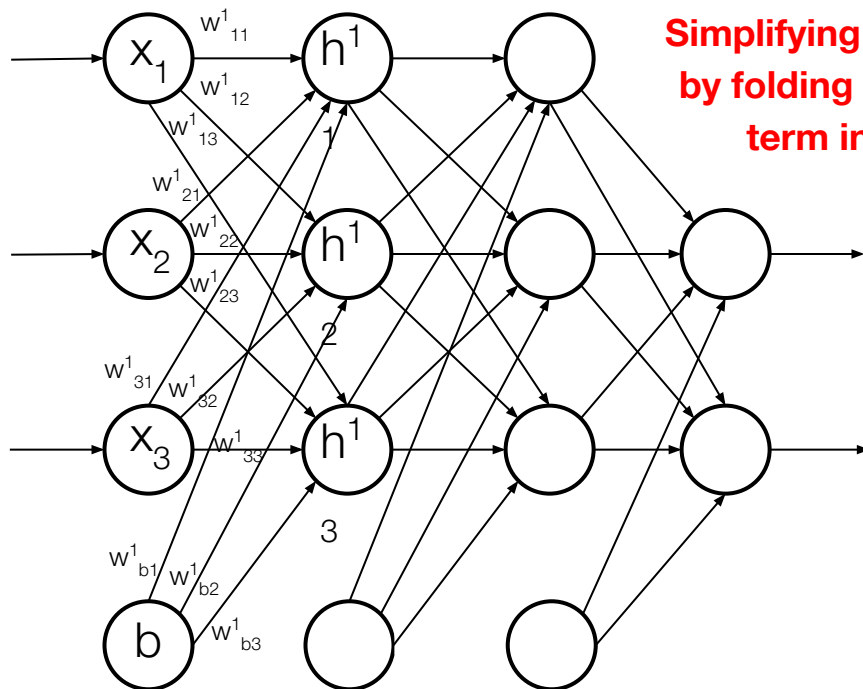 Simplifying
by folding
term in
x1
w¹11
h¹
1
w¹12
w¹13
w¹21
x2
w¹22
h¹
2
w¹23
w¹31
w¹32
x3
w¹33
h¹
3
w¹b1
w¹b2
b
w¹b3